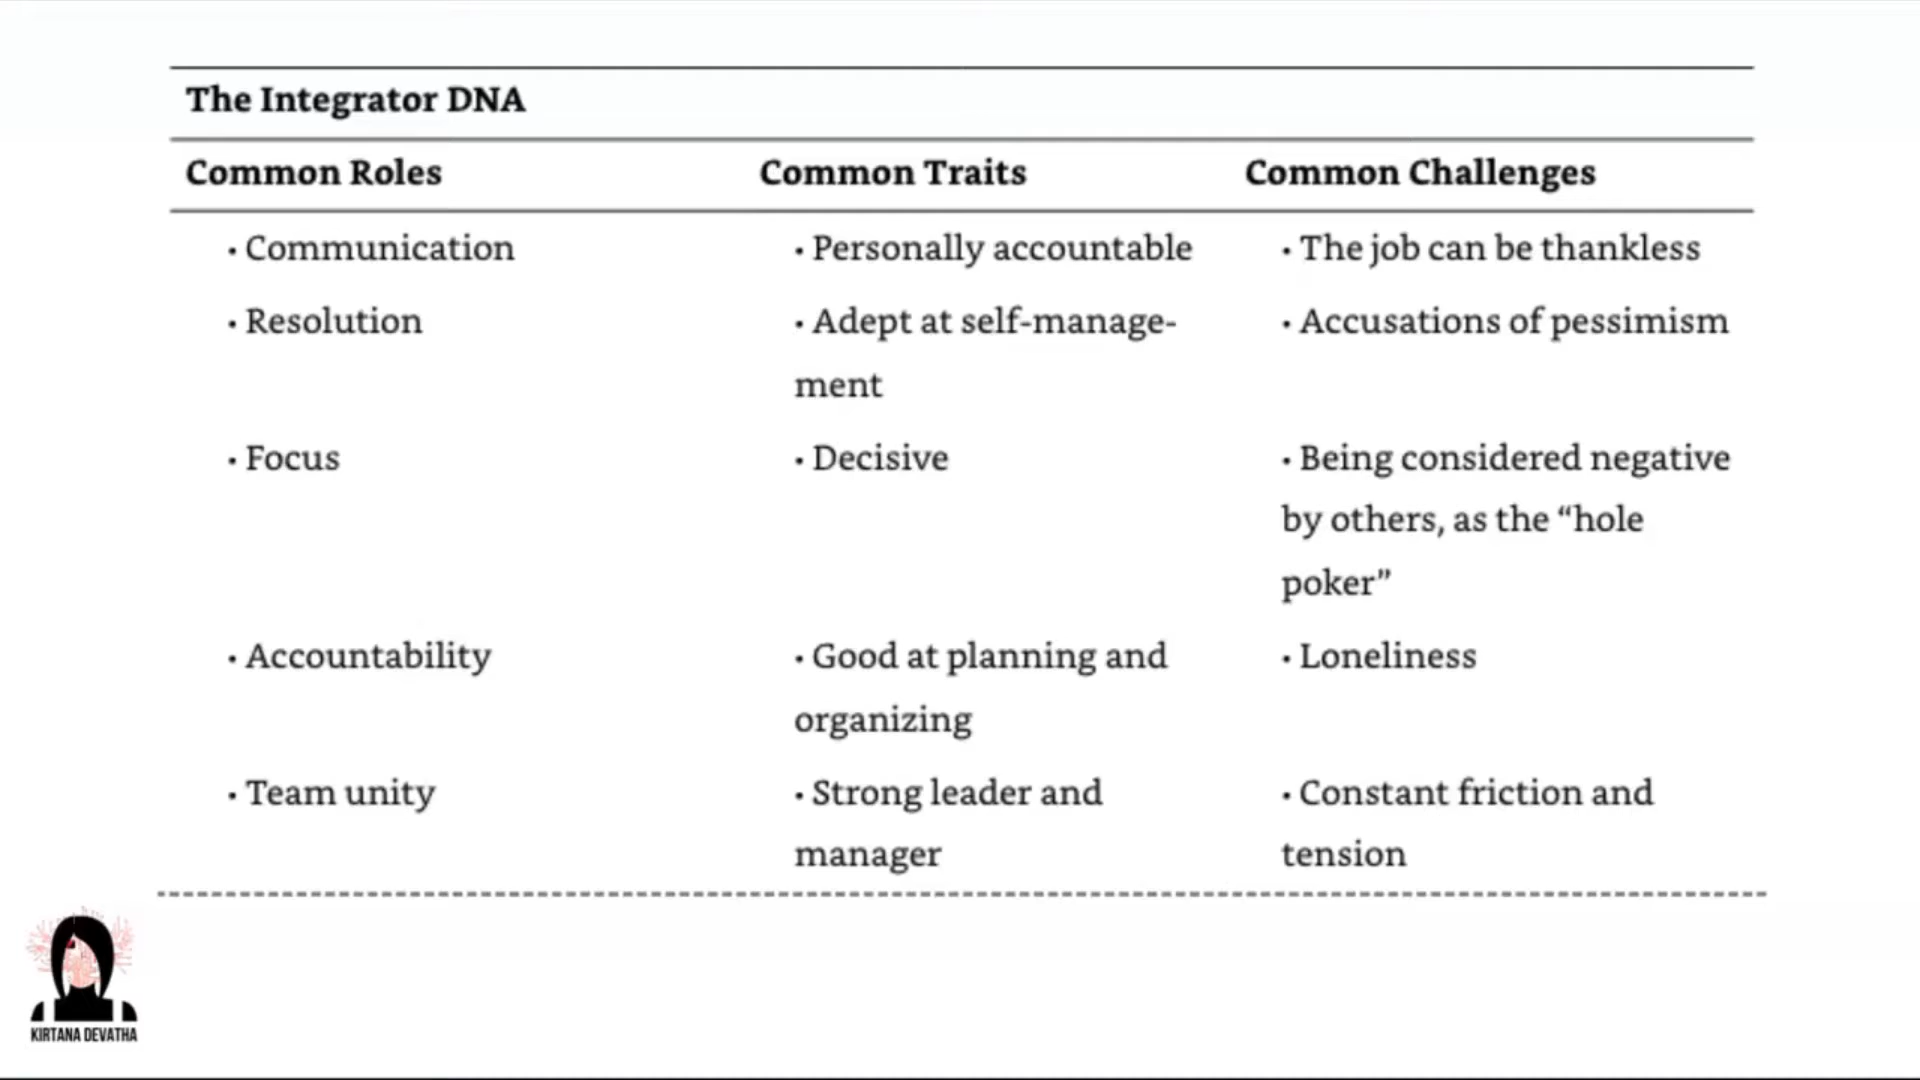 The Integrator DNA
Common Roles Common Traits Common Challenges
• Communication • Personally accountable • The job can be thankless
• Resolution • Adept at self-manage- • Accusations of pessimism
ment
• Focus • Decisive • Being considered negative
by others, as the “hole
poker”
• Accountability • Good at planning and • Loneliness
organizing
• Team unity • Strong leader and • Constant friction and
manager tension
KIRTANA DEVATHA